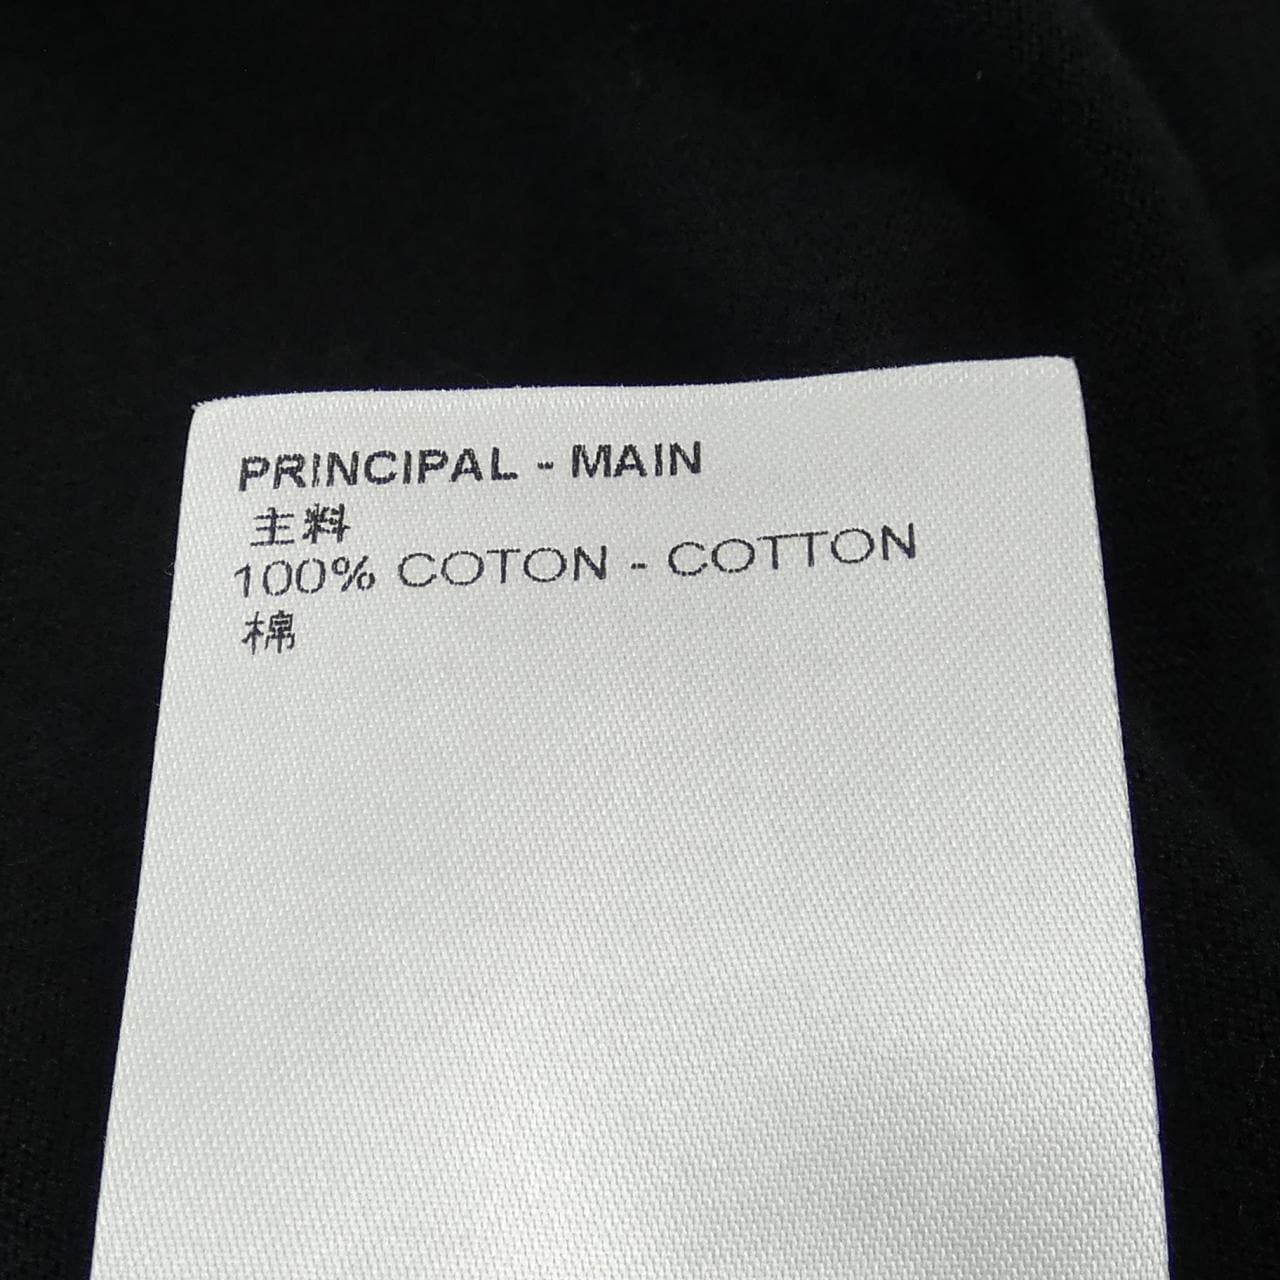 PRINCIPAL - MAIN
主料
100% COTON - COTTON
棉